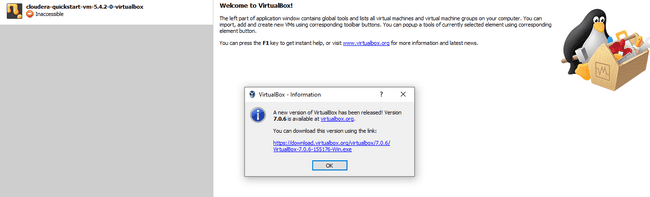 cloudera-quickstart-vm-5.4.2-0-virtualbox
Inaccessible
Welcome to VirtualBox!
The left part of application window contains global tools and lists all virtual machines and virtual machine groups on your computer. You can
import, add and create new VMs using corresponding toolbar buttons. You can popup a tools of currently selected element using corresponding
element button.
You can press the F1 key to get instant help, or visit www.virtualbox.org for more information and latest news.
VirtualBox - Information
? ×
A new version of VirtualBox has been released! Version
7.0.6 is available at virtualbox.org.
You can download this version using the link:
https://download.virtualbox.org/virtualbox/7.0.6/
VirtualBox-7.0.6-155176-Win.exe
OK
VM